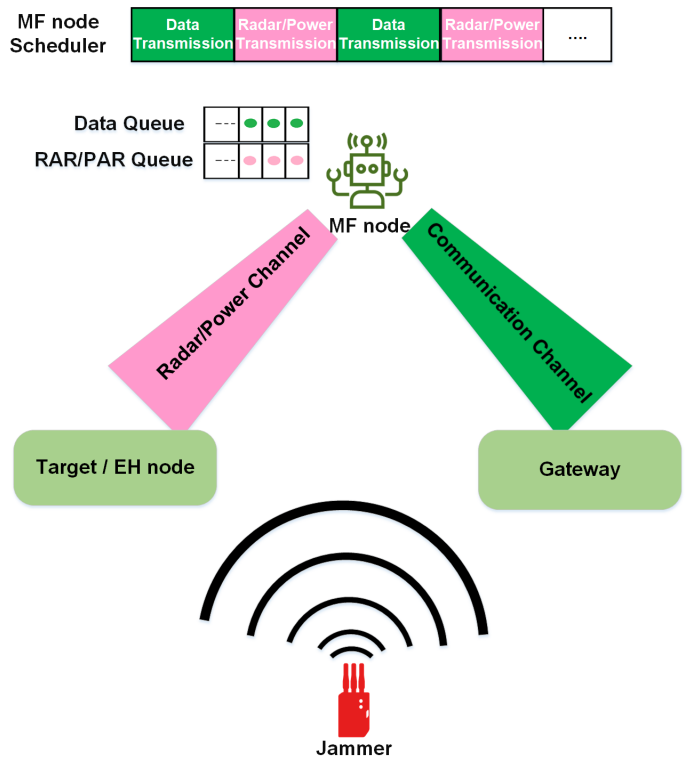 MF node
Scheduler
Data
Transmission
Radar/Power
Transmission
Data
Transmission
Radar/Power
Transmission
....
Data Queue
---
RAR/PAR Queue
---
MF node
Radar/Power Channel
Communication Channel
Target / EH node
Gateway
Jammer